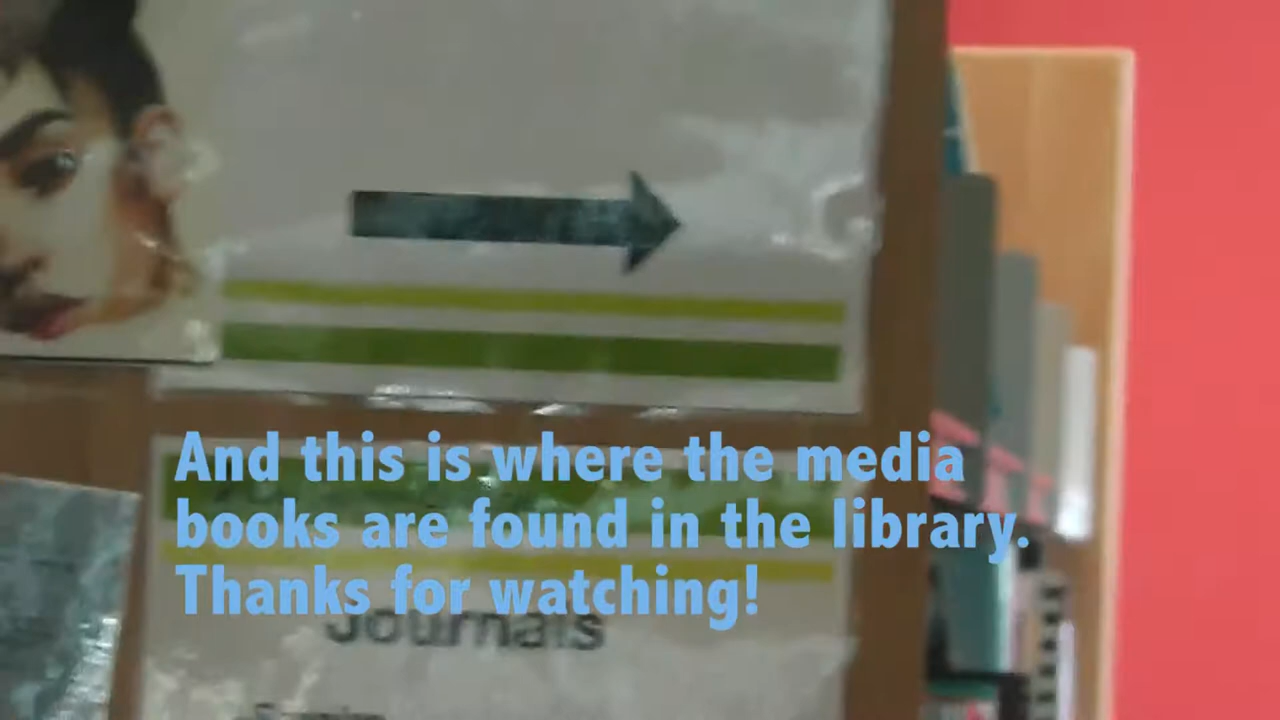 And this is where the media
books are found in the library.
Thanks for watching!
Journals